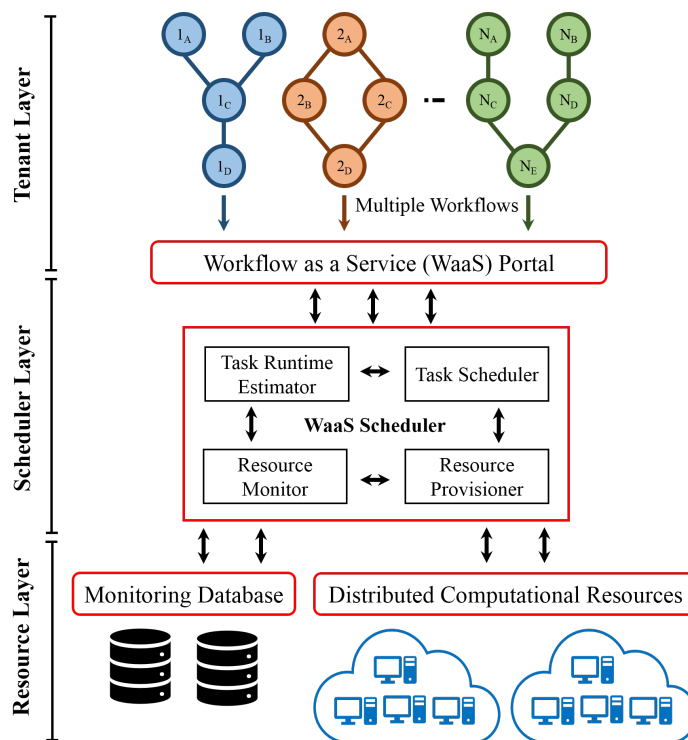 Tenant Layer
1A
1B
2A
NA
NB
1C
2B
2C
NC
ND
1D
2D
NE
Multiple Workflows
Workflow as a Service (WaaS) Portal
Scheduler Layer
Task Runtime
Estimator
Task Scheduler
WaaS Scheduler
Resource
Monitor
Resource
Provisioner
Resource Layer
Monitoring Database
Distributed Computational Resources